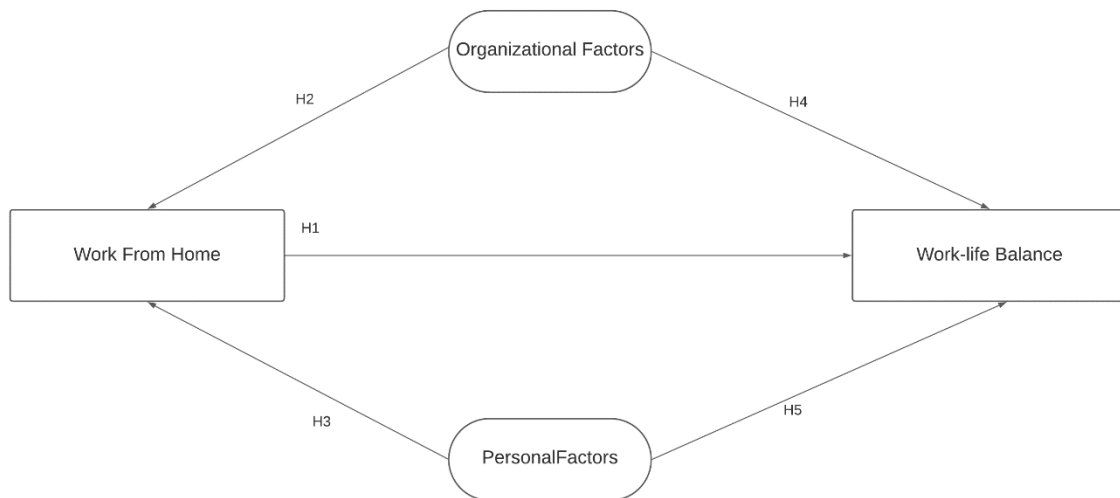 Organizational Factors
H2
H4
H1
Work From Home
Work-life Balance
H3
H5
PersonalFactors